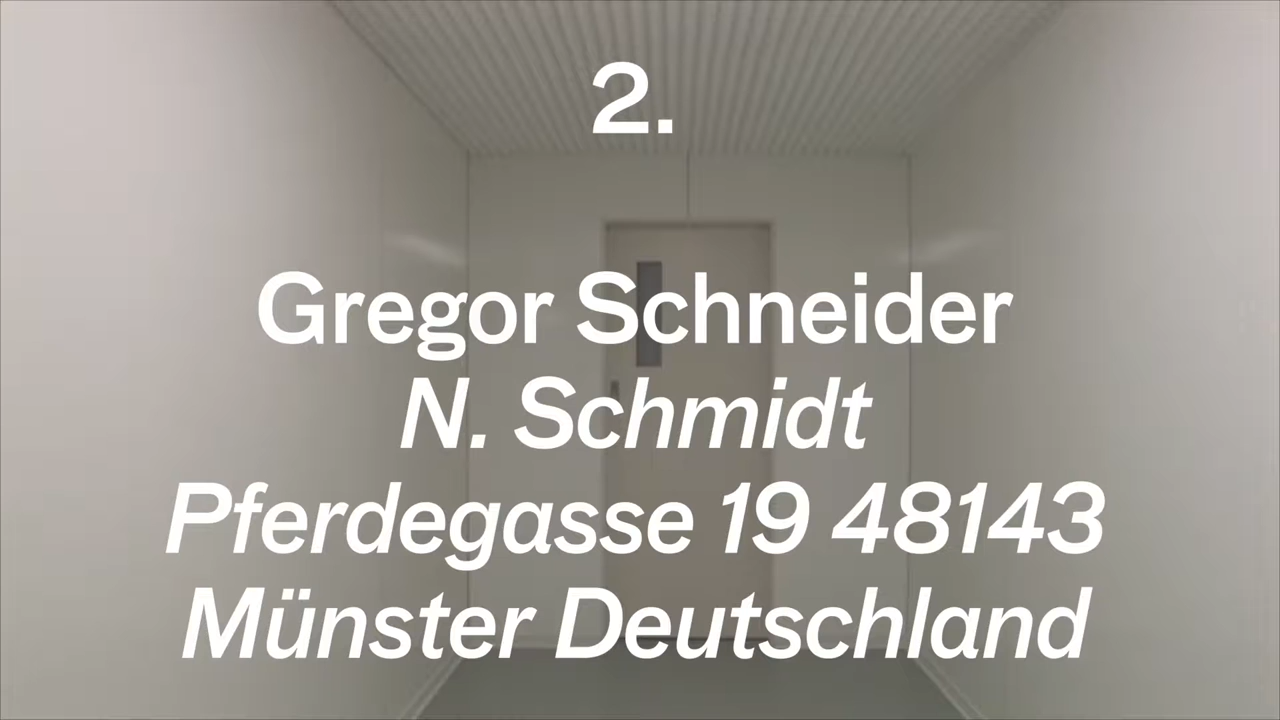 2.
Gregor Schneider
N. Schmidt
Pferdegasse 19 48143
Münster Deutschland